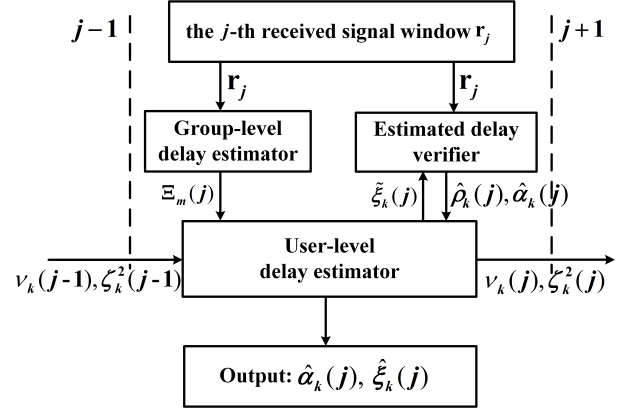 j-1
the j-th received signal window r_j
j+1
r_j
r_j
Group-level
delay estimator
Estimated delay
verifier
Ξ_m(j)
ξ̃_k(j)
ρ̂_k(j), α̂_k(j)
User-level
delay estimator
ν_k(j-1), ζ_k^2(j-1)
ν_k(j), ζ_k^2(j)
Output: α̂_k(j), ξ̂_k(j)